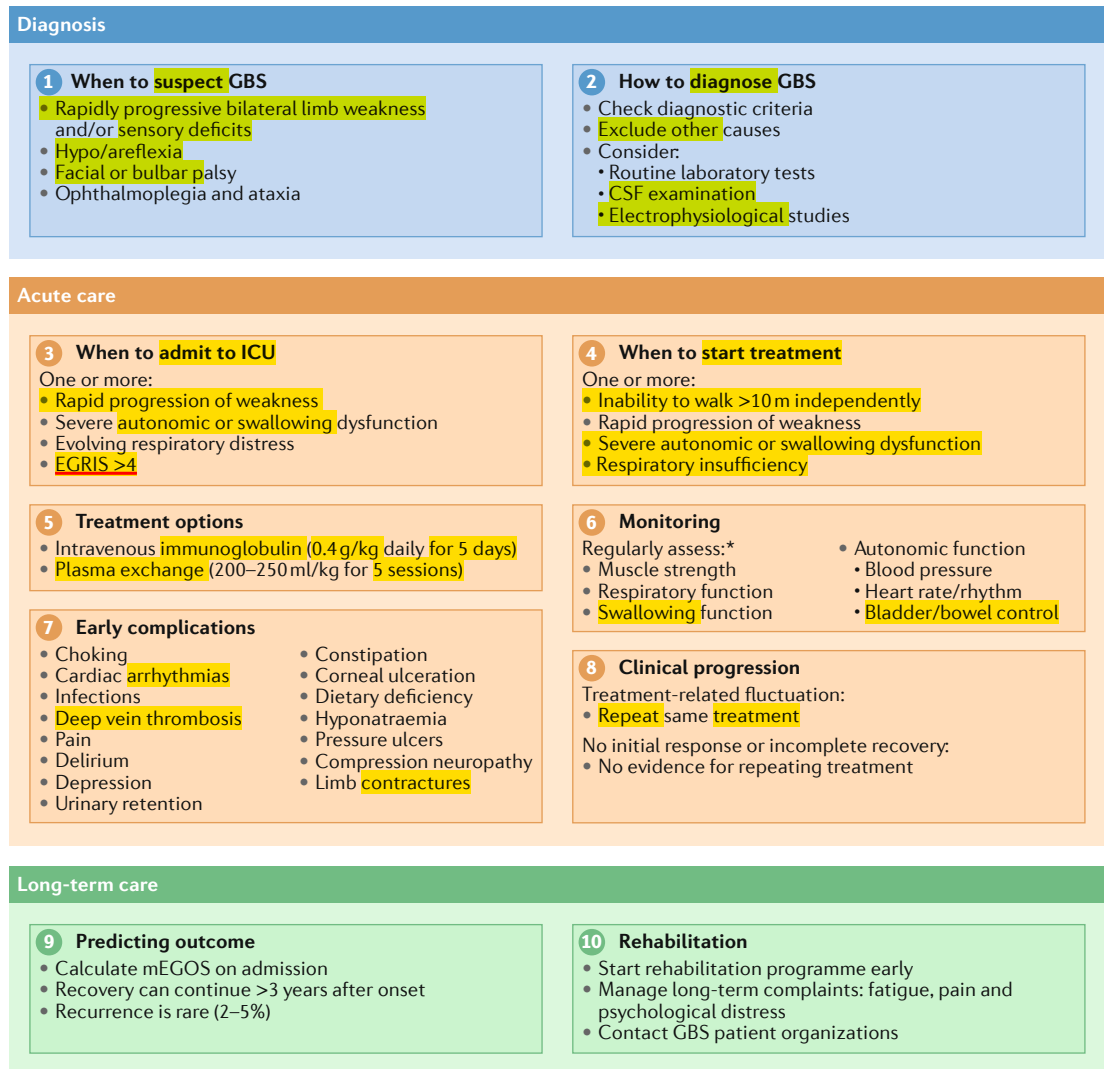 Diagnosis
1 When to suspect GBS
• Rapidly progressive bilateral limb weakness
and/or sensory deficits
• Hypo/areflexia
• Facial or bulbar palsy
• Ophthalmoplegia and ataxia
2 How to diagnose GBS
• Check diagnostic criteria
• Exclude other causes
• Consider:
• Routine laboratory tests
• CSF examination
• Electrophysiological studies
Acute care
3 When to admit to ICU
One or more:
• Rapid progression of weakness
• Severe autonomic or swallowing dysfunction
• Evolving respiratory distress
• EGRIS >4
4 When to start treatment
One or more:
• Inability to walk >10 m independently
• Rapid progression of weakness
• Severe autonomic or swallowing dysfunction
• Respiratory insufficiency
5 Treatment options
• Intravenous immunoglobulin (0.4 g/kg daily for 5 days)
• Plasma exchange (200–250 ml/kg for 5 sessions)
6 Monitoring
Regularly assess:*
• Muscle strength
• Respiratory function
• Swallowing function
• Autonomic function
• Blood pressure
• Heart rate/rhythm
• Bladder/bowel control
7 Early complications
• Choking
• Cardiac arrhythmias
• Infections
• Deep vein thrombosis
• Pain
• Delirium
• Depression
• Urinary retention
• Constipation
• Corneal ulceration
• Dietary deficiency
• Hyponatraemia
• Pressure ulcers
• Compression neuropathy
• Limb contractures
8 Clinical progression
Treatment-related fluctuation:
• Repeat same treatment
No initial response or incomplete recovery:
• No evidence for repeating treatment
Long-term care
9 Predicting outcome
• Calculate mEGOS on admission
• Recovery can continue >3 years after onset
• Recurrence is rare (2–5%)
10 Rehabilitation
• Start rehabilitation programme early
• Manage long-term complaints: fatigue, pain and
psychological distress
• Contact GBS patient organizations